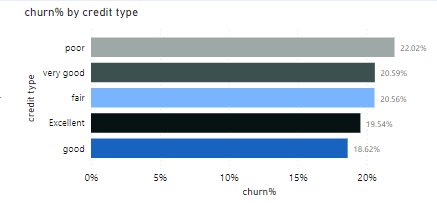 churn% by credit type
credit type
poor 22.02%
very good 20.59%
fair 20.56%
Excellent 19.54%
good 18.62%
0% 5% 10% 15% 20%
churn%